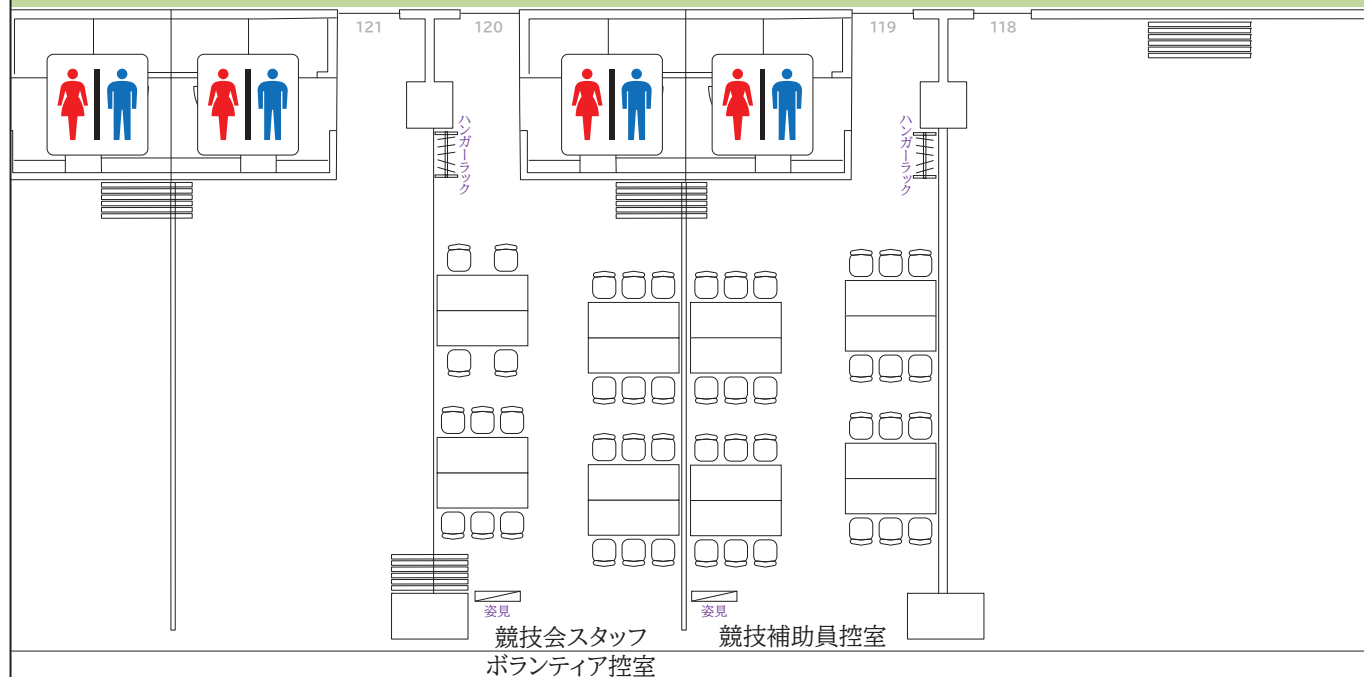 121
120
119
118
ハンガーラック
ハンガーラック
姿見
姿見
競技会スタッフ
ボランティア控室
競技補助員控室